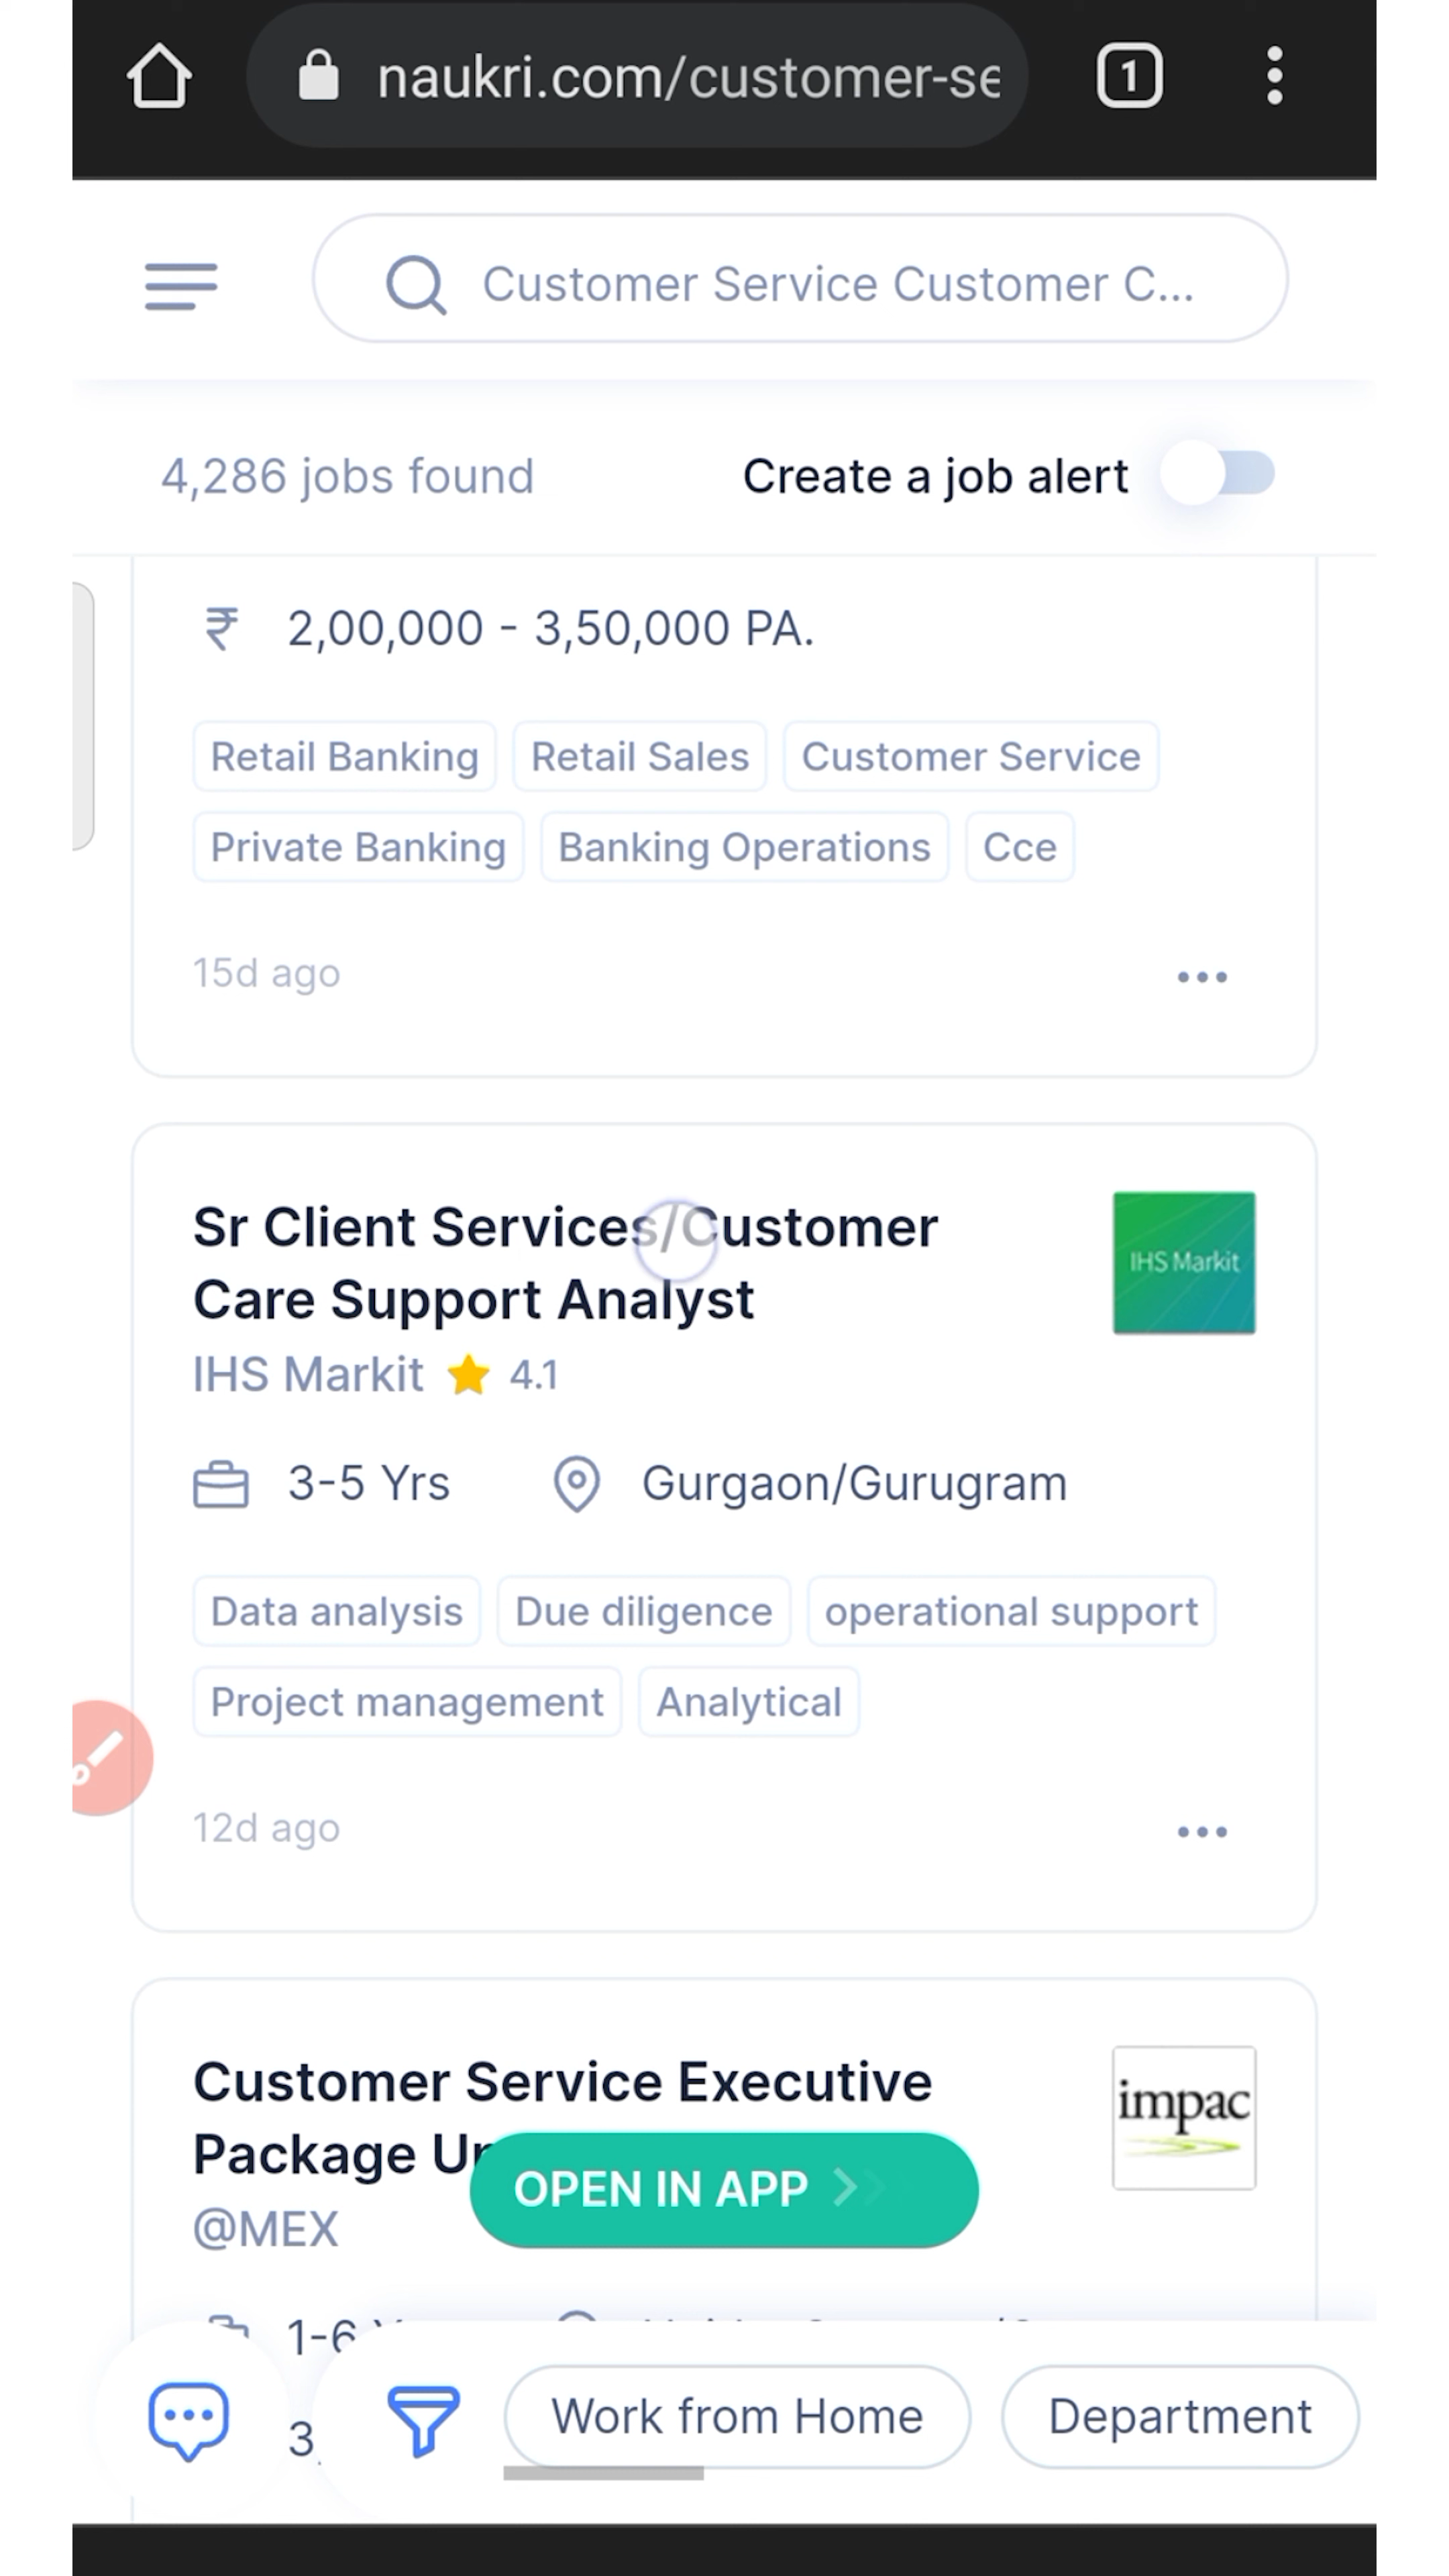 naukri.com/customer-se
1
Customer Service Customer C...
4,286 jobs found
Create a job alert
₹ 2,00,000 - 3,50,000 PA.
Retail Banking Retail Sales Customer Service
Private Banking Banking Operations Cce
15d ago
Sr Client Services/Customer
Care Support Analyst
IHS Markit
IHS Markit 4.1
3-5 Yrs Gurgaon/Gurugram
Data analysis Due diligence operational support
Project management Analytical
12d ago
Customer Service Executive
Package
impac
OPEN IN APP
@MEX
1-6
3
Work from Home Department